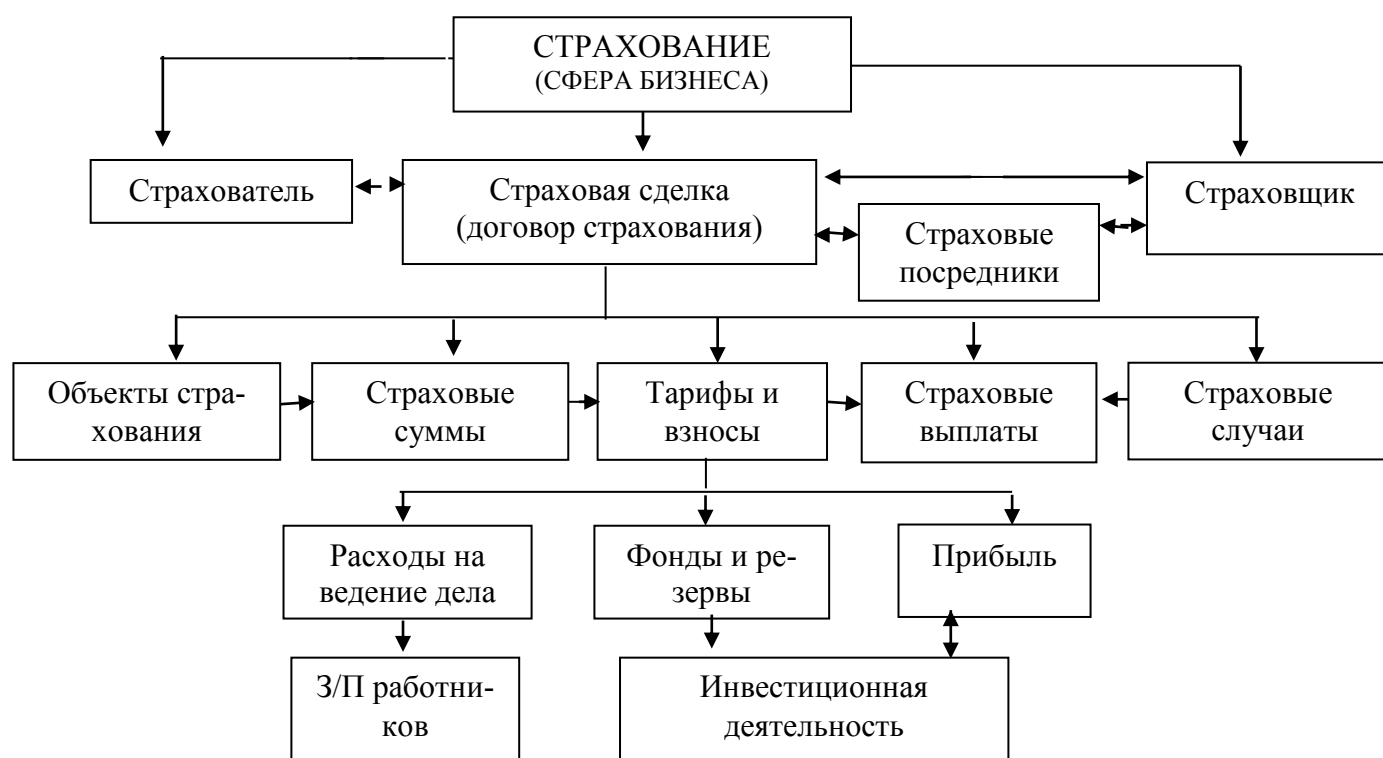 СТРАХОВАНИЕ
(СФЕРА БИЗНЕСА)
Страхователь
Страховая сделка
(договор страхования)
Страховщик
Страховые
посредники
Объекты стра-
хования
Страховые
суммы
Тарифы и
взносы
Страховые
выплаты
Страховые
случаи
Расходы на
ведение дела
Фонды и ре-
зервы
Прибыль
З/П работни-
ков
Инвестиционная
деятельность